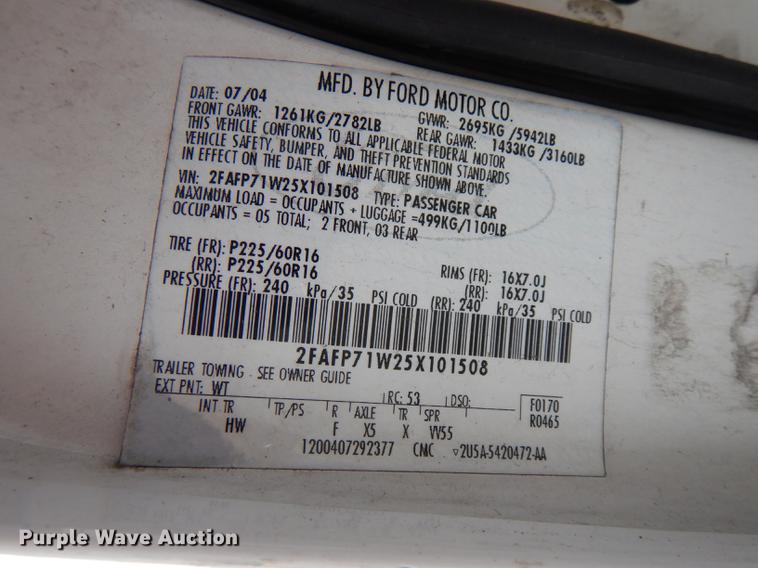 MFD. BY FORD MOTOR CO.
DATE: 07/04 GVWR: 2695KG/5942LB
FRONT GAWR: 1261KG/2782LB REAR GAWR: 1433KG/3160LB
THIS VEHICLE CONFORMS TO ALL APPLICABLE FEDERAL MOTOR
VEHICLE SAFETY, BUMPER, AND THEFT PREVENTION STANDARDS
IN EFFECT ON THE DATE OF MANUFACTURE SHOWN ABOVE.
VIN: 2FAFP71W25X101508 TYPE: PASSENGER CAR
MAXIMUM LOAD = OCCUPANTS + LUGGAGE =499KG/1100LB
OCCUPANTS = 05 TOTAL; 2 FRONT, 03 REAR
TIRE (FR): P225/60R16 RIMS (FR): 16X7.0J
(RR): P225/60R16 (RR): 16X7.0J
PRESSURE (FR): 240 kPa/35 PSI COLD (RR): 240 kPa/35 PSI COLD
2FAFP71W25X101508
TRAILER TOWING - SEE OWNER GUIDE
EXT PNT: WT RC: 53 DSO: F0170
INT TR TP/PS R AXLE TR SPR R0465
HW F X5 X VV55
1200407292377 CMC ▽2U5A-5420472-AA
Purple Wave Auction